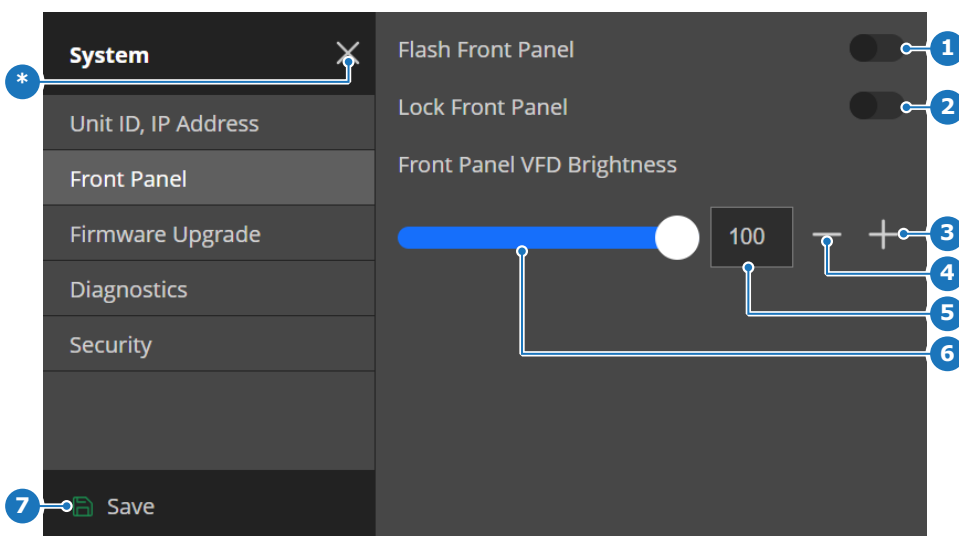 System
*
Unit ID, IP Address
Front Panel
Firmware Upgrade
Diagnostics
Security
7
Save
Flash Front Panel
1
Lock Front Panel
2
Front Panel VFD Brightness
100
3
4
5
6